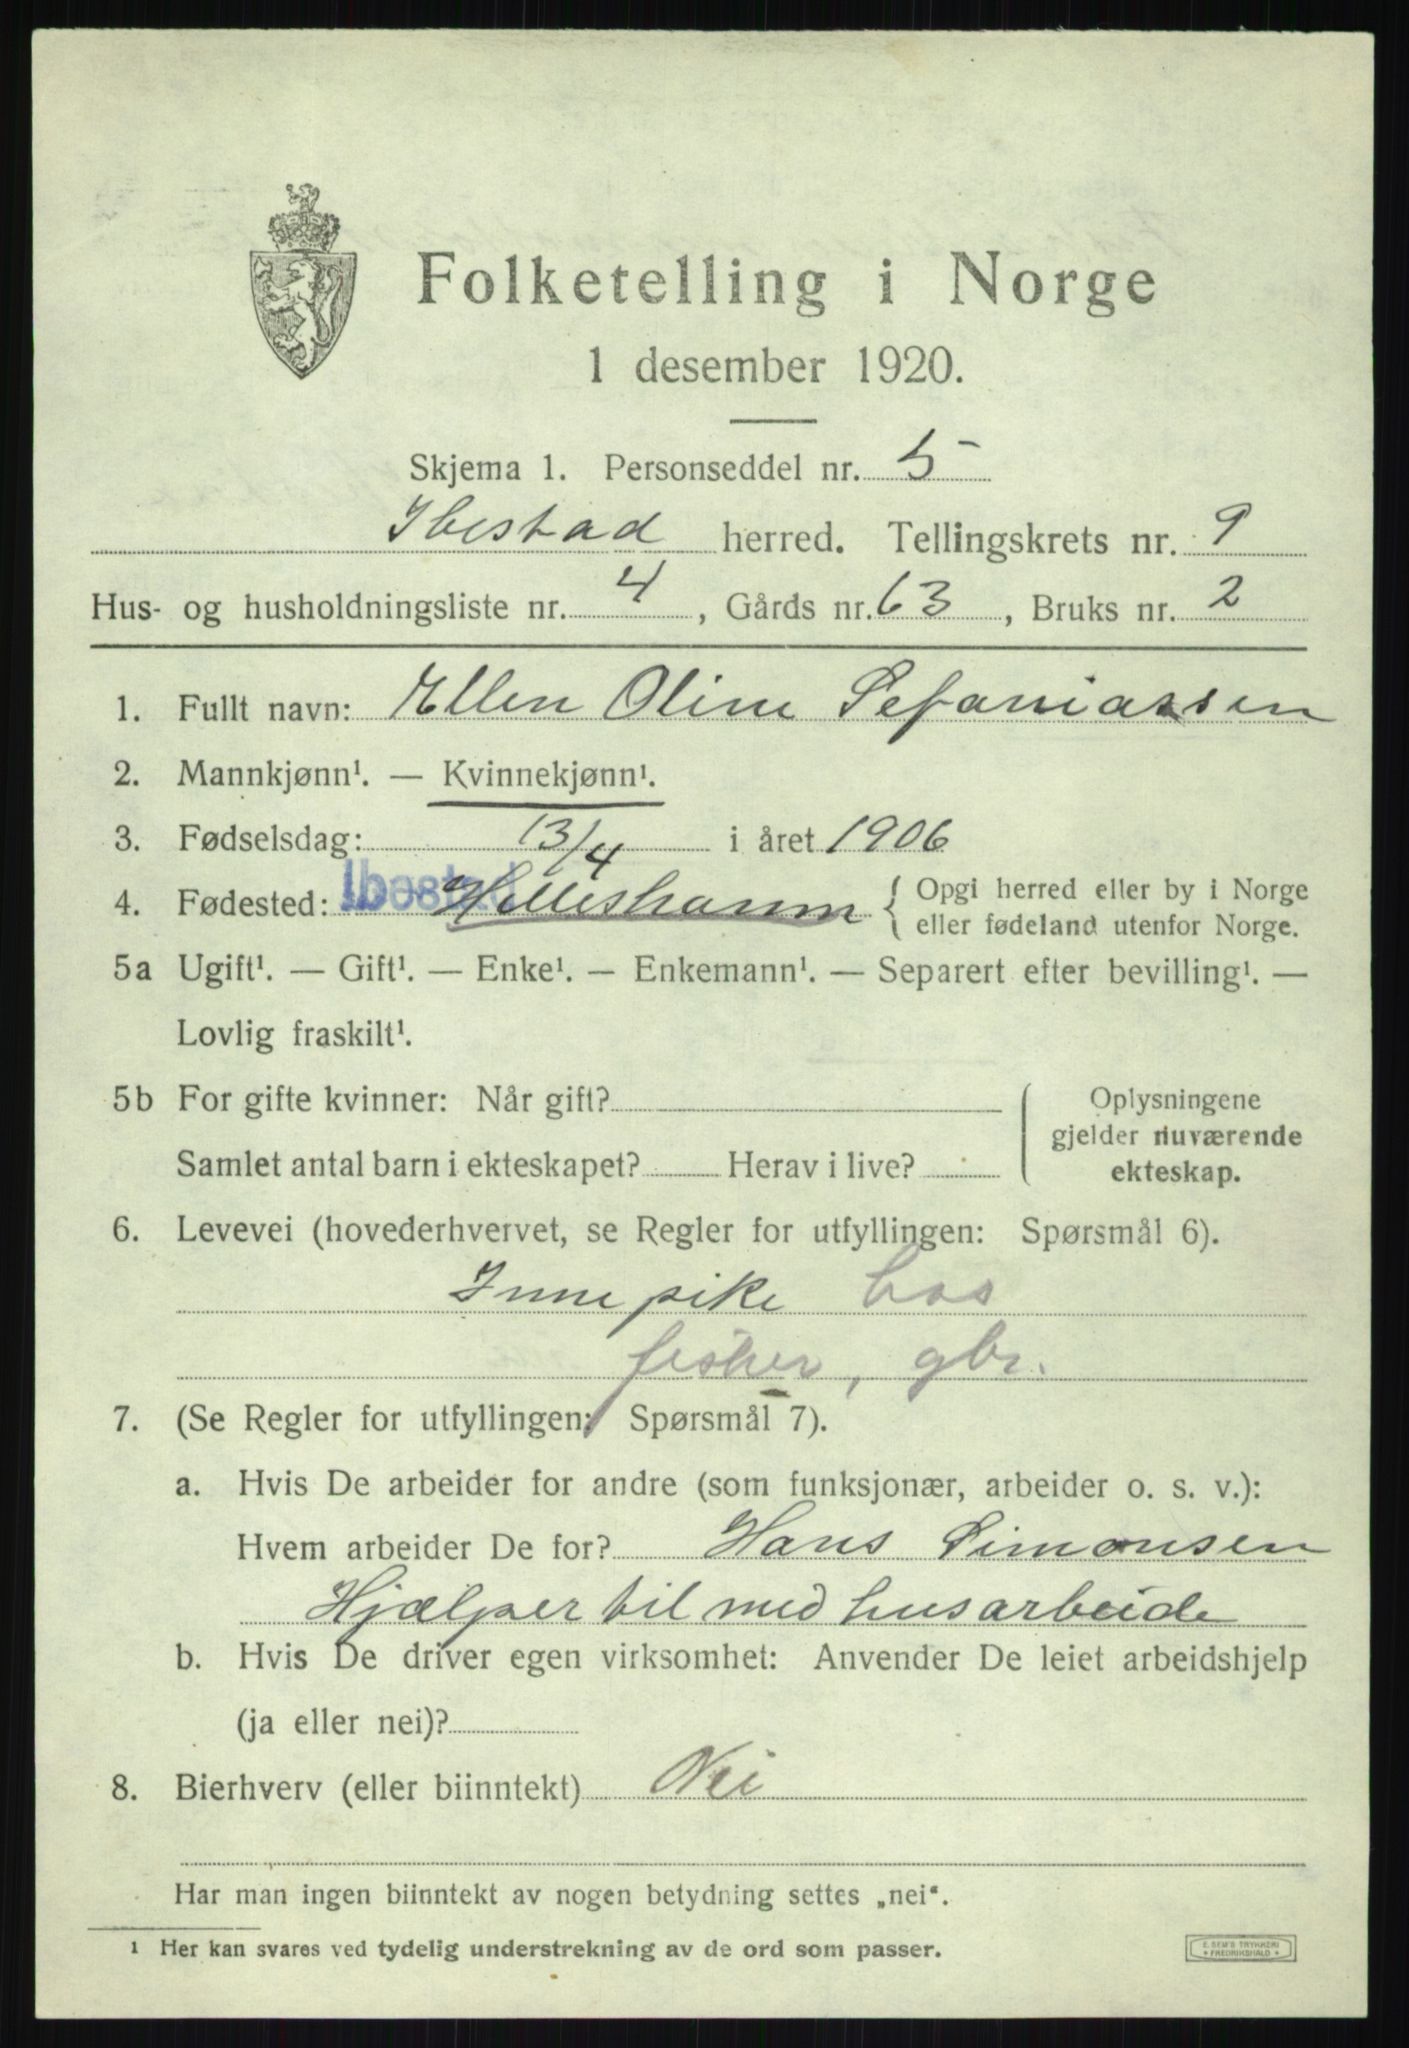 Folketelling i Norge
1 desember 1920.
Skjema 1. Personseddel nr. 5
Ibestad herred. Tellingskrets nr. 9
Hus- og husholdningsliste nr. 4, Gårds nr. 63, Bruks nr. 2
1. Fullt navn: Ellen Oline Sefaniassen
2. Mannkjønn¹. — Kvinnekjønn¹.
3. Fødselsdag: 13/4 i året 1906
4. Fødested: Ibestad Hilleshamn { Opgi herred eller by i Norge
eller fødeland utenfor Norge.
5a Ugift¹. — Gift¹. — Enke¹. — Enkemann¹. — Separert efter bevilling¹. —
Lovlig fraskilt¹.
5b For gifte kvinner: Når gift?
Samlet antal barn i ekteskapet? Herav i live?
Oplysningene
gjelder nuværende
ekteskap.
6. Levevei (hovederhvervet, se Regler for utfyllingen: Spørsmål 6).
Innepike hos
fisker, gbr.
7. (Se Regler for utfyllingen: Spørsmål 7).
a. Hvis De arbeider for andre (som funksjonær, arbeider o. s. v.):
Hvem arbeider De for? Hans Simonsen
Hjælper til med husarbeide
b. Hvis De driver egen virksomhet: Anvender De leiet arbeidshjelp
(ja eller nei)?
8. Bierhverv (eller biinntekt) Nei
Har man ingen biinntekt av nogen betydning settes „nei“.
1 Her kan svares ved tydelig understrekning av de ord som passer.
E. SEM'S TRYKKERI
• FREDRIKSHALD •